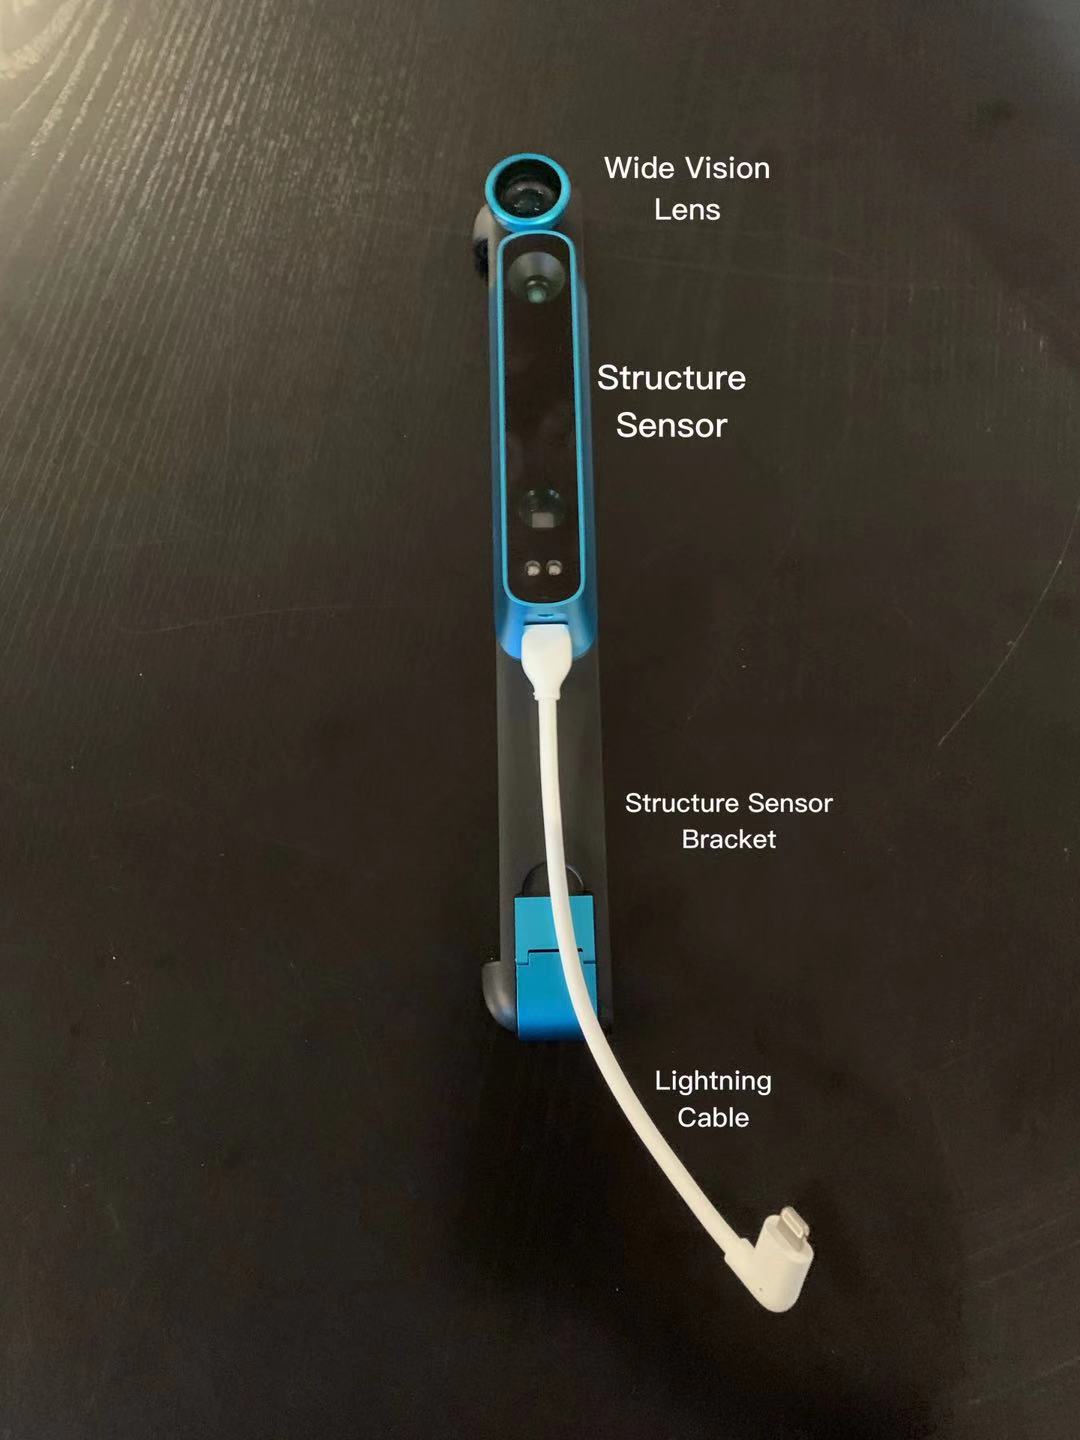 Wide Vision
Lens
Structure
Sensor
Structure Sensor
Bracket
Lightning
Cable